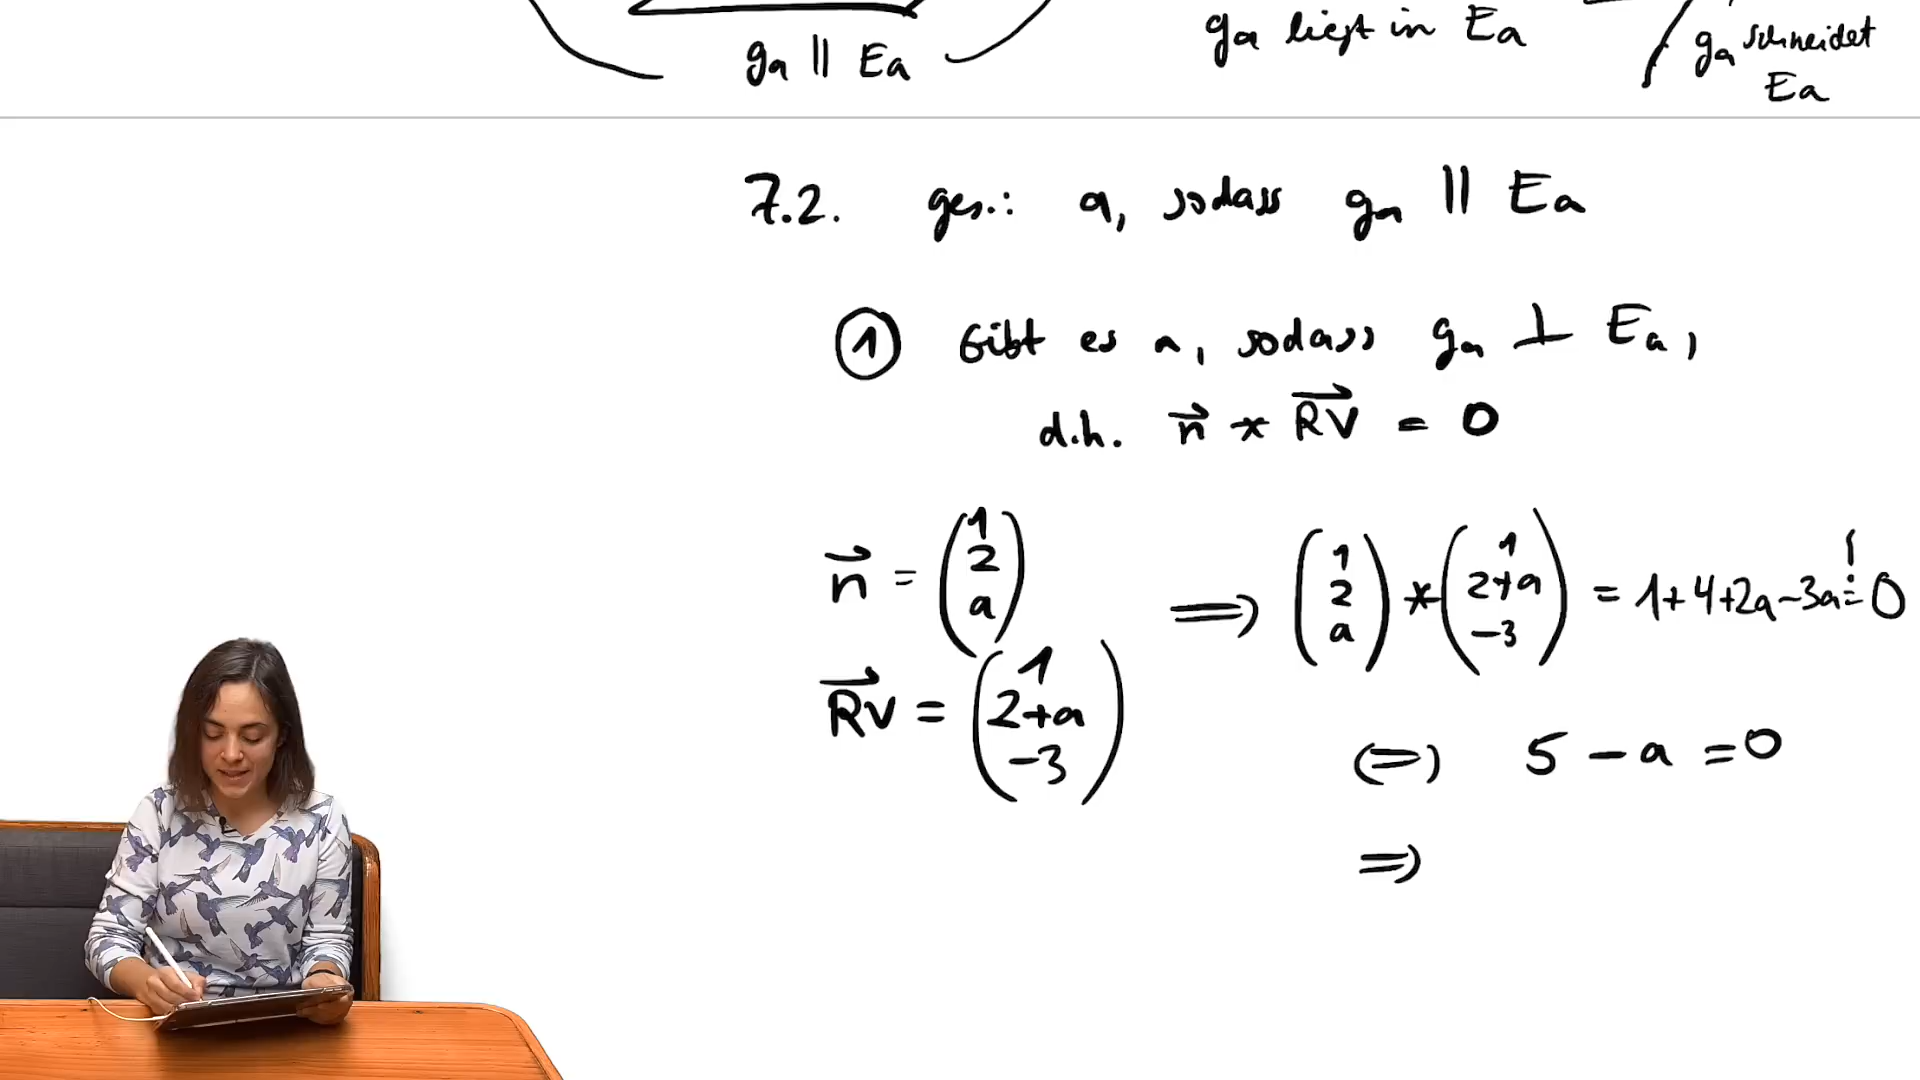 ga || Ea
ga liegt in Ea
ga schneidet
Ea
7.2. ges.: a, sodass ga || Ea
① Gibt es a, sodass ga ⊥ Ea,
d.h. n⃗ * RV⃗ = 0
n⃗ = (1 2 a)
⟹ (1 2 a) * (1 2+a -3) = 1+4+2a-3a != 0
RV⃗ = (1 2+a -3)
(=) 5 - a = 0
=)